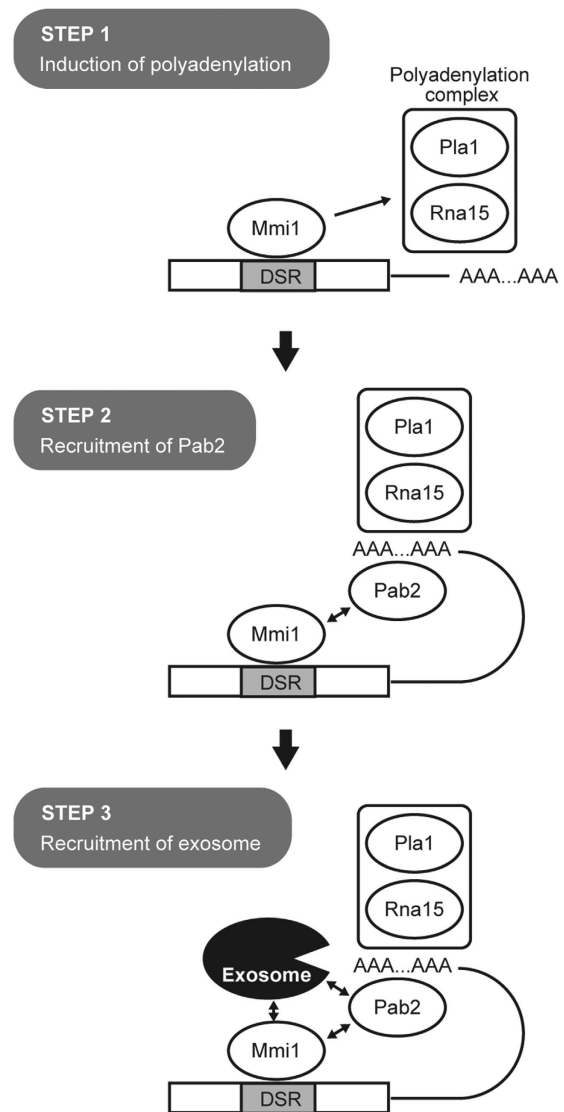 STEP 1
Induction of polyadenylation
Polyadenylation
complex
Pla1
Rna15
Mmi1
DSR
AAA...AAA
STEP 2
Recruitment of Pab2
Pla1
Rna15
AAA...AAA
Pab2
Mmi1
DSR
STEP 3
Recruitment of exosome
Pla1
Rna15
Exosome
AAA...AAA
Pab2
Mmi1
DSR